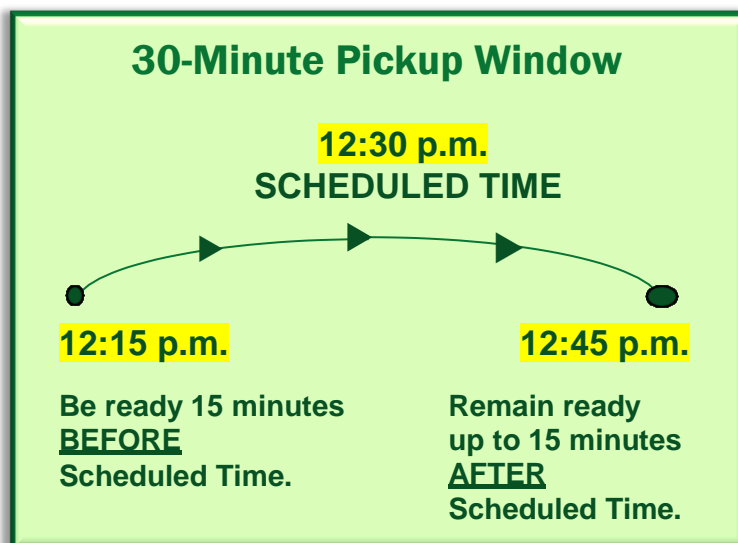 30-Minute Pickup Window
12:30 p.m.
SCHEDULED TIME
12:15 p.m.
12:45 p.m.
Be ready 15 minutes
BEFORE
Scheduled Time.
Remain ready
up to 15 minutes
AFTER
Scheduled Time.